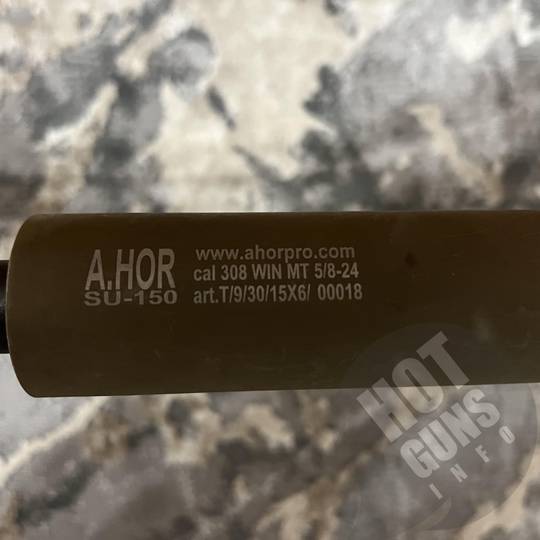 A.HOR
SU-150
www.ahorpro.com
cal 308 WIN MT 5/8-24
art.T/9/30/15X6/ 00018
HOT
GUNS
INFO